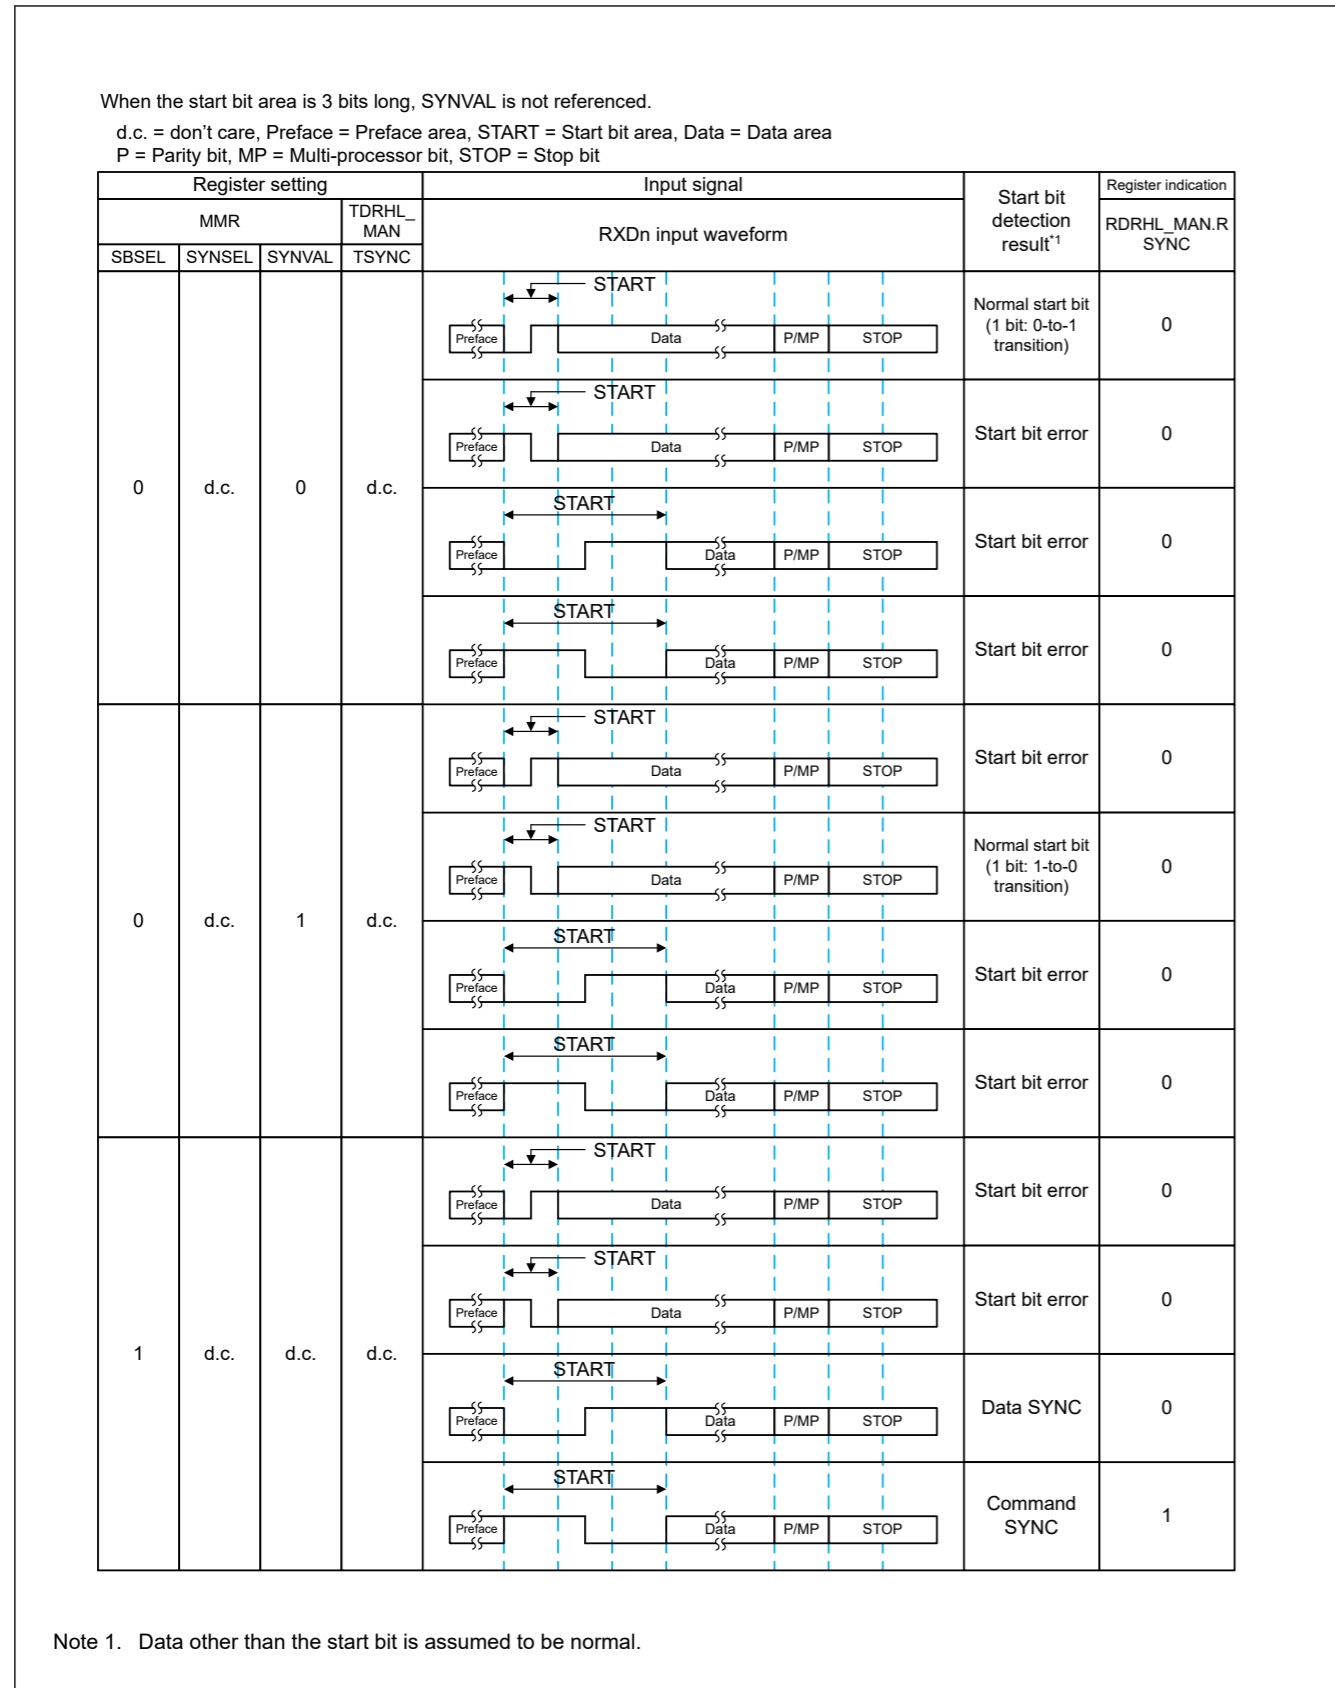 When the start bit area is 3 bits long, SYNVAL is not referenced.
d.c. = don't care, Preface = Preface area, START = Start bit area, Data = Data area
P = Parity bit, MP = Multi-processor bit, STOP = Stop bit
Register setting
Input signal
Start bit detection result*1
Register indication
MMR
TDRHL_MAN
RXDn input waveform
RDRHL_MAN.RSYNC
SBSEL SYNSEL SYNVAL TSYNC
0 d.c. 0 d.c.
START
Preface Data P/MP STOP
Normal start bit
(1 bit: 0-to-1
transition)
0
START
Preface Data P/MP STOP
Start bit error
0
START
Preface Data P/MP STOP
Start bit error
0
START
Preface Data P/MP STOP
Start bit error
0
0 d.c. 1 d.c.
START
Preface Data P/MP STOP
Start bit error
0
START
Preface Data P/MP STOP
Normal start bit
(1 bit: 1-to-0
transition)
0
START
Preface Data P/MP STOP
Start bit error
0
START
Preface Data P/MP STOP
Start bit error
0
1 d.c. d.c. d.c.
START
Preface Data P/MP STOP
Start bit error
0
START
Preface Data P/MP STOP
Start bit error
0
START
Preface Data P/MP STOP
Data SYNC
0
START
Preface Data P/MP STOP
Command
SYNC
1
Note 1. Data other than the start bit is assumed to be normal.